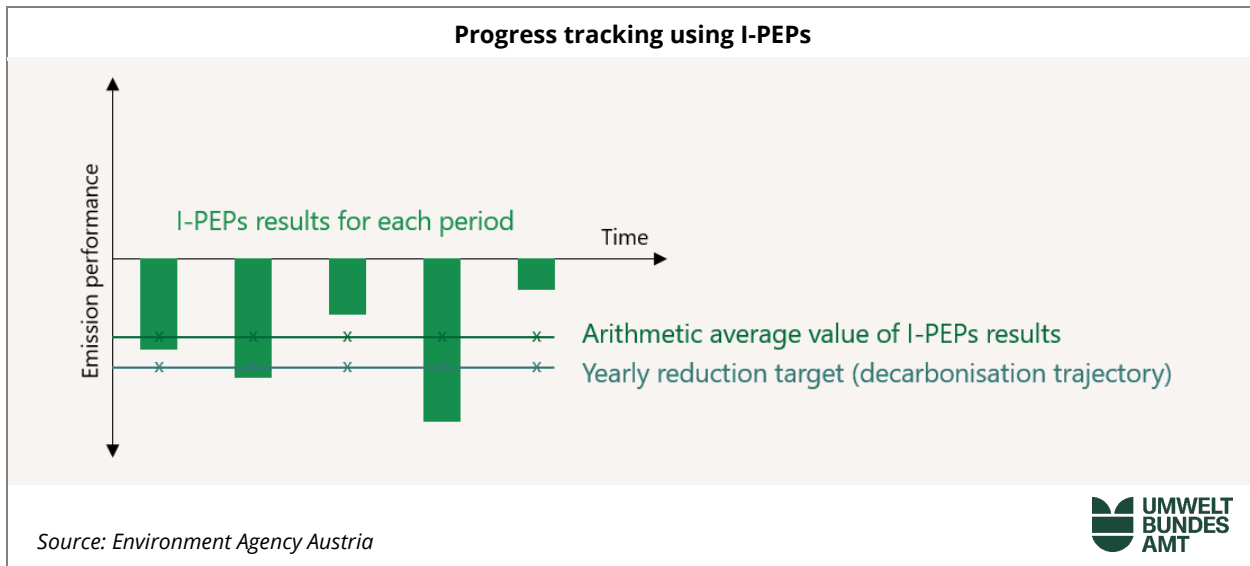 Progress tracking using I-PEPs
Emission performance
I-PEPs results for each period
Time
x x x x x
Arithmetic average value of I-PEPs results
x x x x x
Yearly reduction target (decarbonisation trajectory)
Source: Environment Agency Austria
UMWELT
BUNDES
AMT